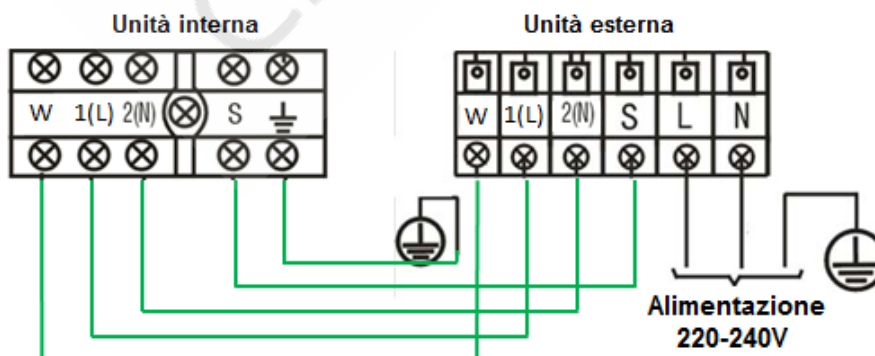 Unità interna
Unità esterna
W 1(L) 2(N) S
W 1(L) 2(N) S L N
Alimentazione
220-240V